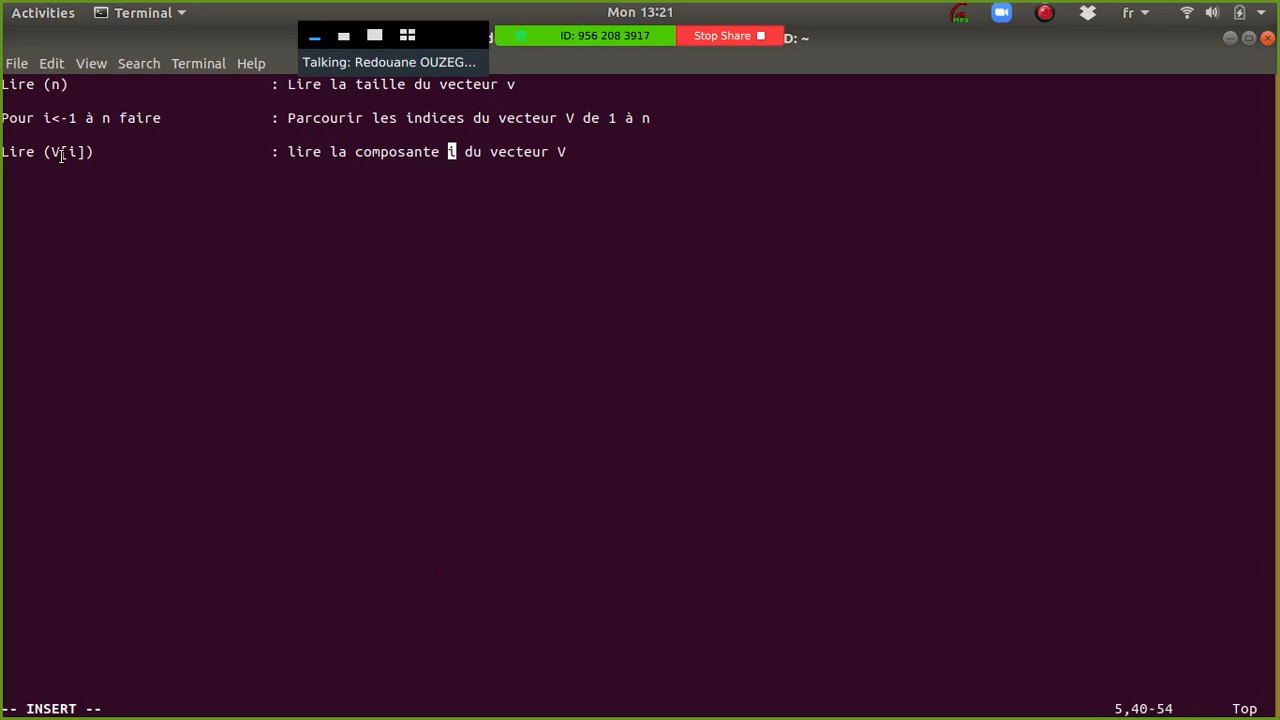 Activities Terminal Mon 13:21 fr
ID: 956 208 3917 Stop Share D: ~
Talking: Redouane OUZEG...
File Edit View Search Terminal Help
Lire (n) : Lire la taille du vecteur v
Pour i<-1 à n faire : Parcourir les indices du vecteur V de 1 à n
Lire (V[i]) : lire la composante i du vecteur V
-- INSERT -- 5,40-54 Top